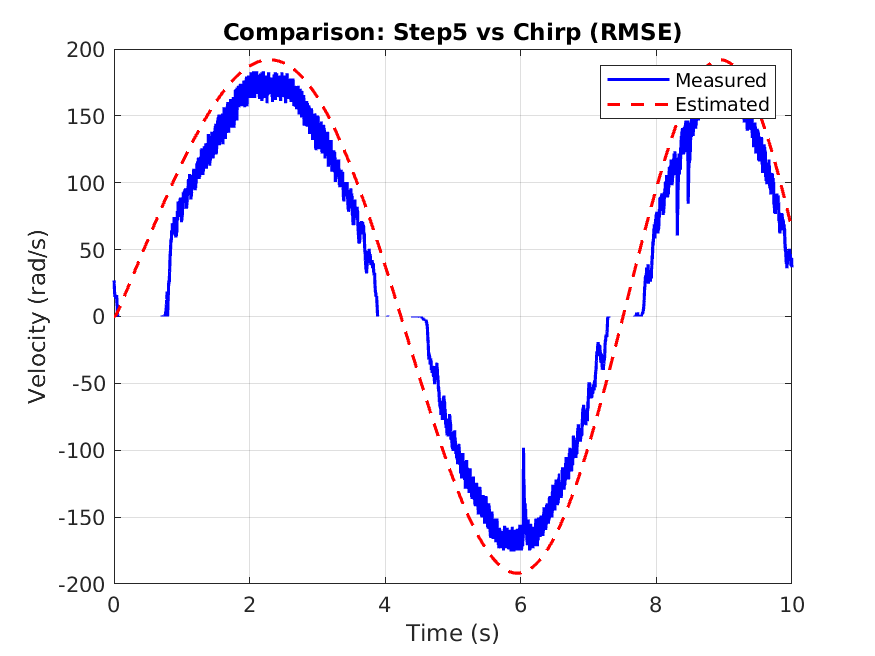 Comparison: Step5 vs Chirp (RMSE)
Measured
Estimated
200
150
100
50
0
-50
-100
-150
-200
Velocity (rad/s)
0 2 4 6 8 10
Time (s)